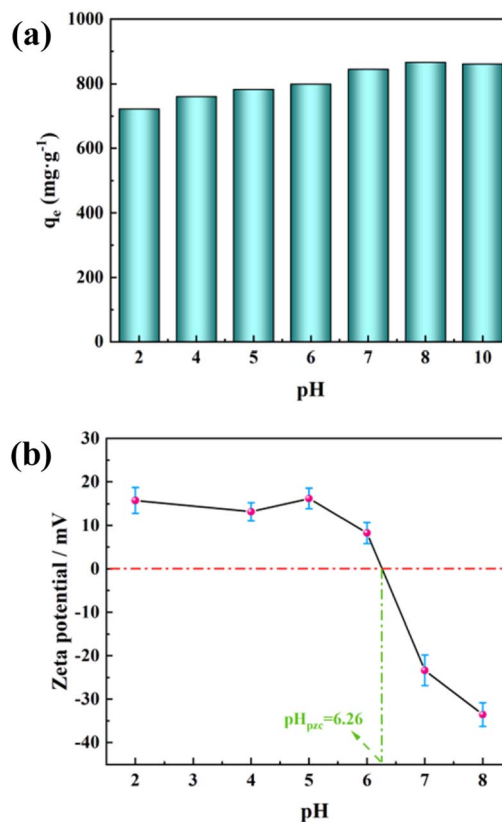 (a)
1000
800
600
400
200
0
qₑ (mg·g⁻¹)
2 4 5 6 7 8 10
pH
(b)
30
20
10
0
-10
-20
-30
-40
Zeta potential / mV
pHₚzc=6.26
2 3 4 5 6 7 8
pH